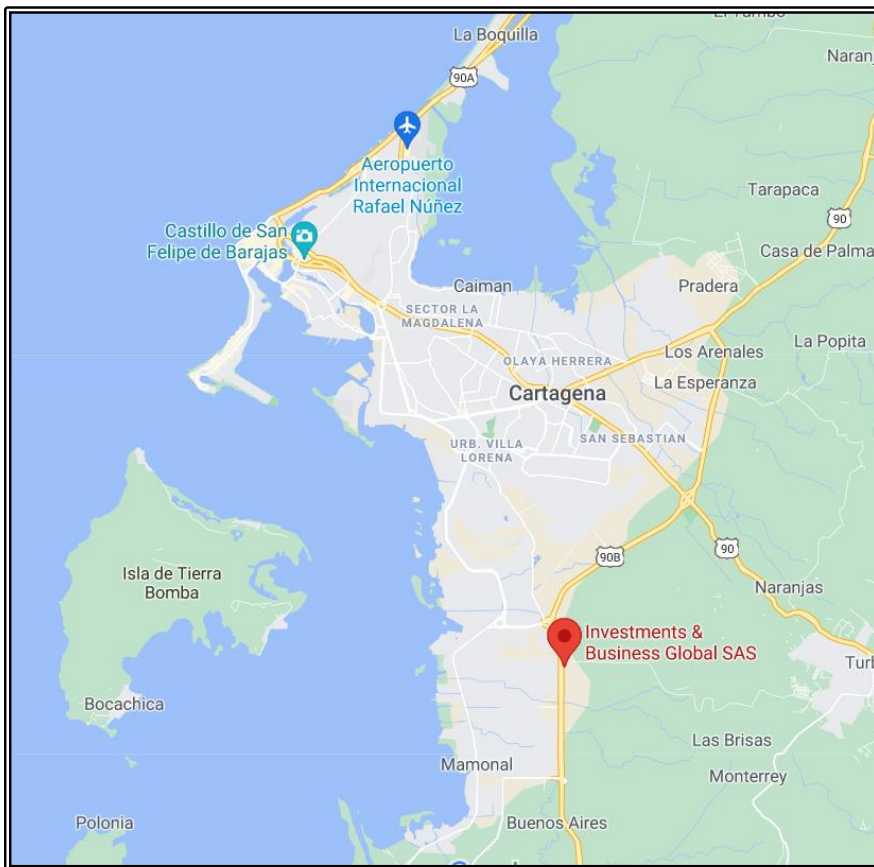 La Boquilla
90A
Aeropuerto
Internacional
Rafael Núñez
Tarapaca
90
Castillo de San
Felipe de Barajas
Casa de Palma
Caiman
Pradera
SECTOR LA
MAGDALENA
La Popita
Los Arenales
OLAYA HERRERA
La Esperanza
Cartagena
SAN SEBASTIAN
URB. VILLA
LORENA
90B
90
Isla de Tierra
Bomba
Naranjas
Investments &
Business Global SAS
Turb
Bocachica
Las Brisas
Mamonal
Monterrey
Polonia
Buenos Aires
Naranj